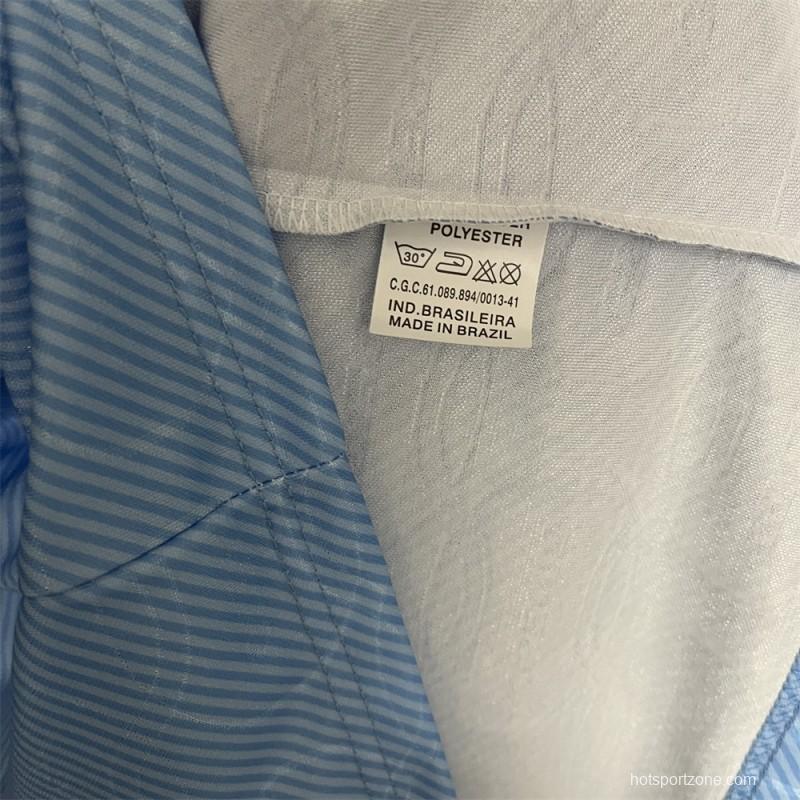 POLYESTER
30°
C.G.C.61.089.894/0013-41
IND.BRASILEIRA
MADE IN BRAZIL
hotsportzone.com